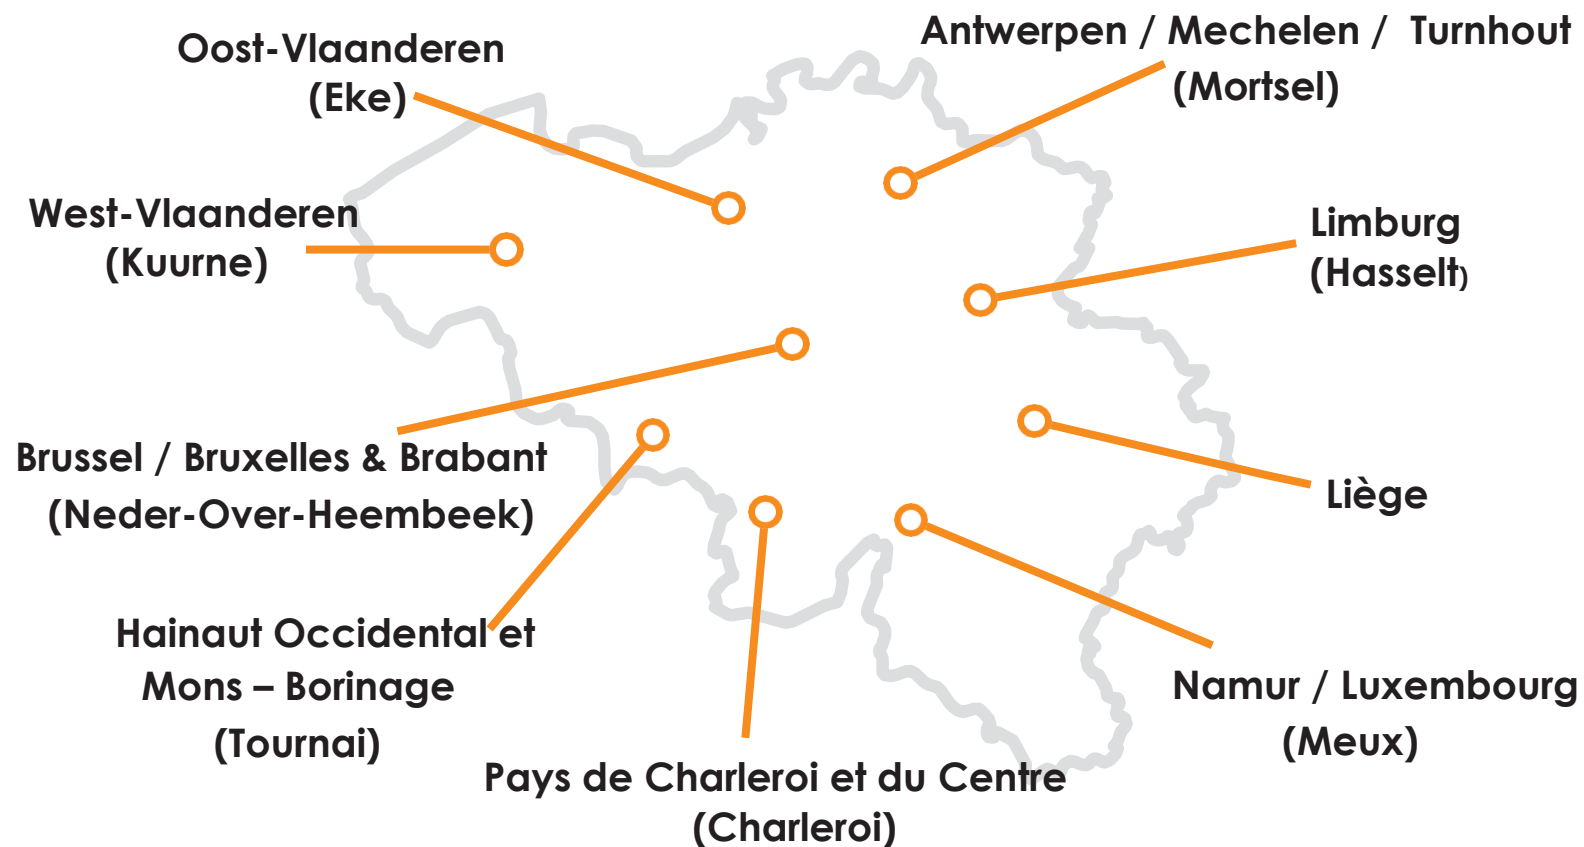 Oost-Vlaanderen
(Eke)
Antwerpen / Mechelen / Turnhout
(Mortsel)
West-Vlaanderen
(Kuurne)
Limburg
(Hasselt)
Brussel / Bruxelles & Brabant
(Neder-Over-Heembeek)
Liège
Hainaut Occidental et
Mons – Borinage
(Tournai)
Namur / Luxembourg
(Meux)
Pays de Charleroi et du Centre
(Charleroi)